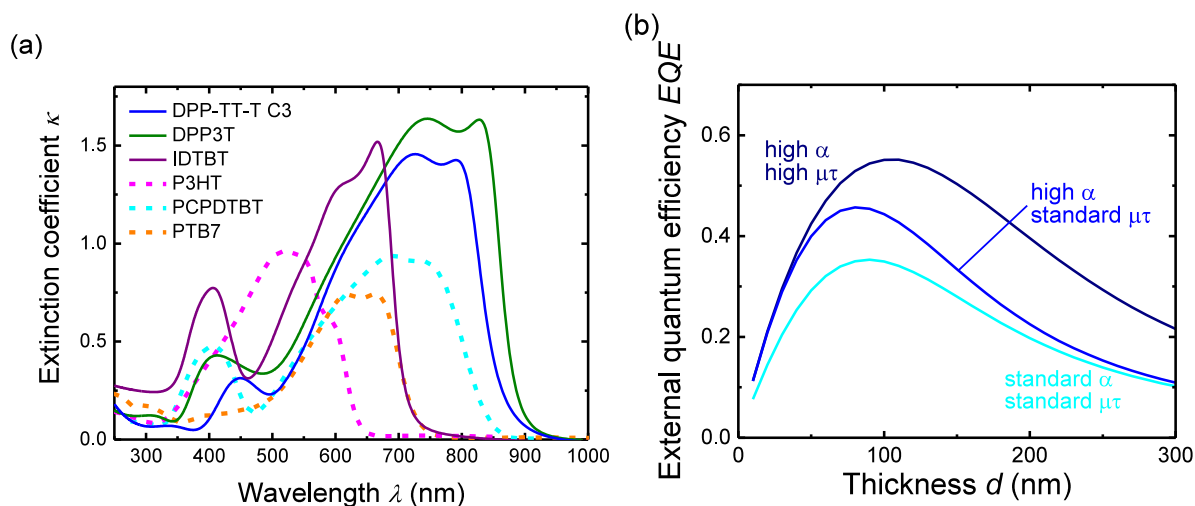 (a)
Extinction coefficient κ
1.5
1.0
0.5
0.0
DPP-TT-T C3
DPP3T
IDTBT
P3HT
PCPDTBT
PTB7
300 400 500 600 700 800 900 1000
Wavelength λ (nm)
(b)
External quantum efficiency EQE
0.6
0.4
0.2
0.0
high α
high μτ
high α
standard μτ
standard α
standard μτ
0 100 200 300
Thickness d (nm)